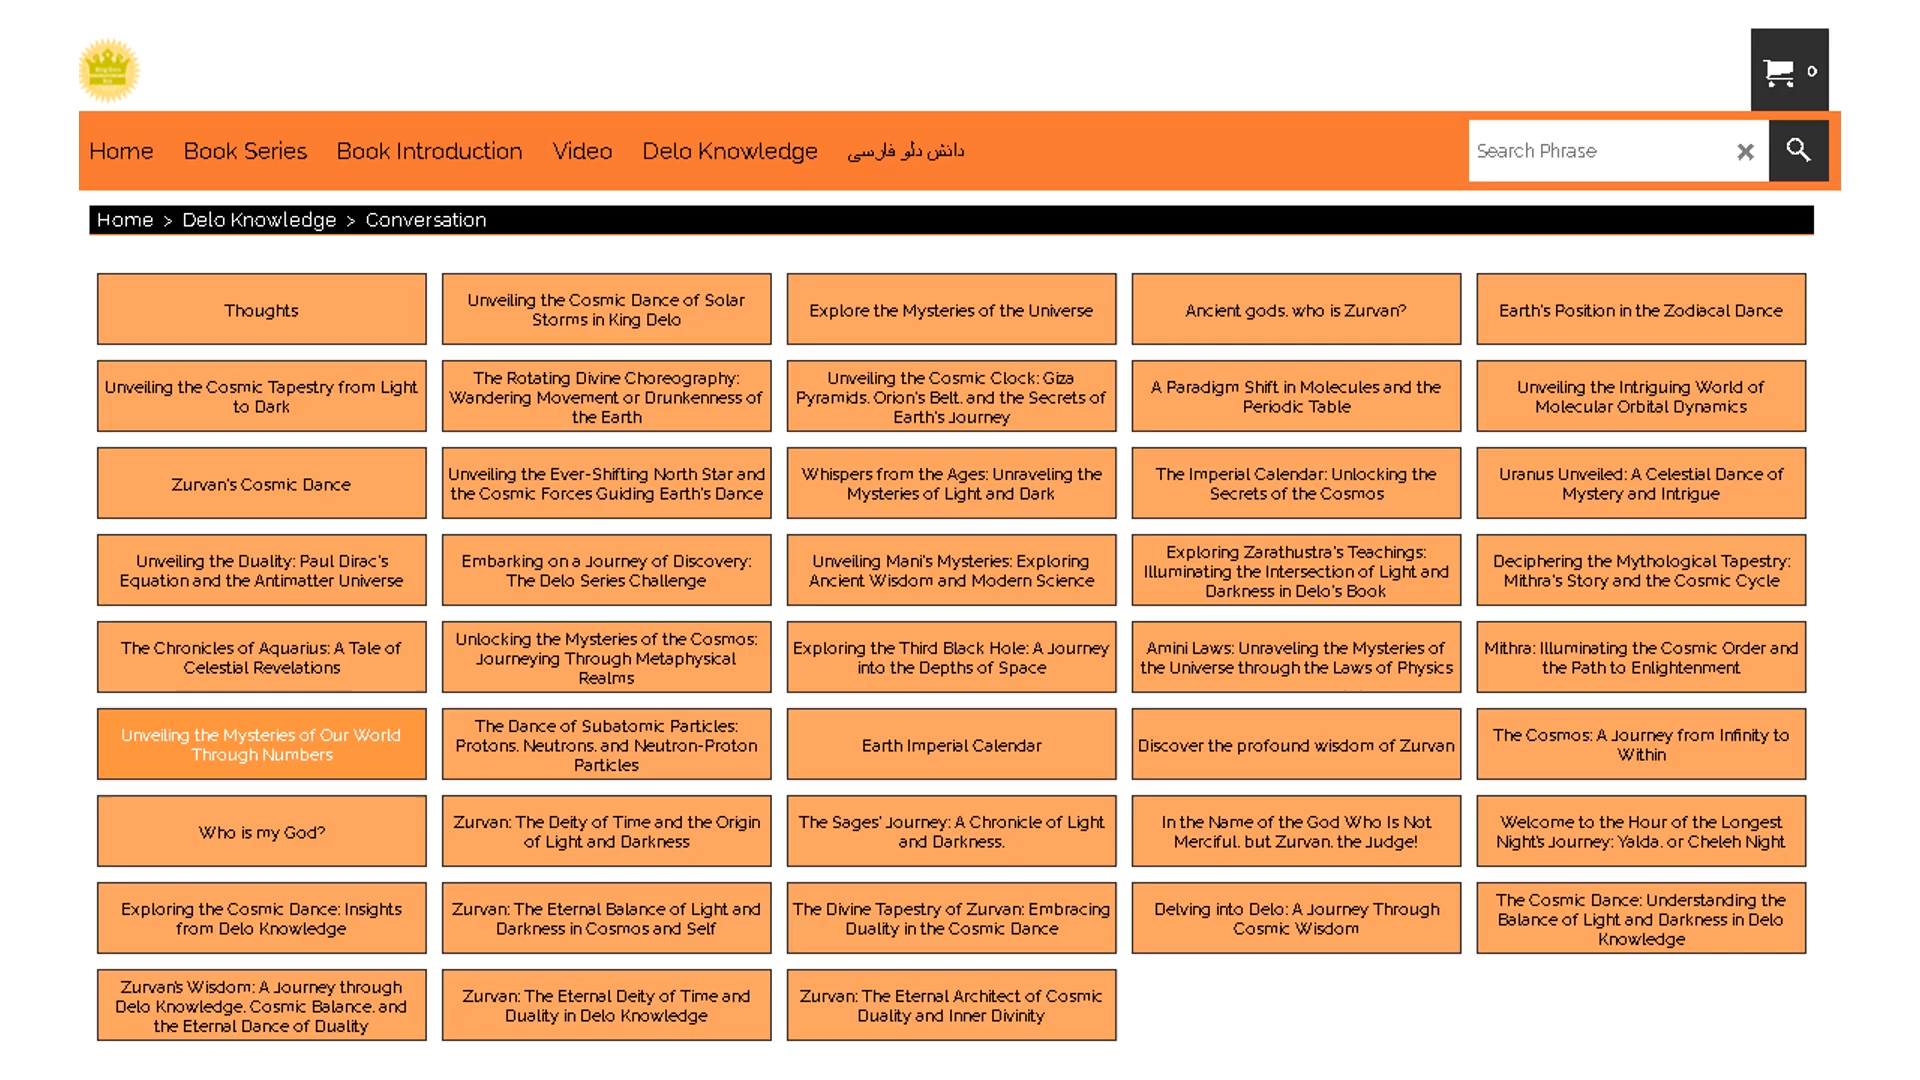 0
Home
Book Series
Book Introduction
Video
Delo Knowledge
دانش دلو فارسی
Search Phrase
Home > Delo Knowledge > Conversation
Thoughts
Unveiling the Cosmic Dance of Solar
Storms in King Delo
Explore the Mysteries of the Universe
Ancient gods, who is Zurvan?
Earth's Position in the Zodiacal Dance
Unveiling the Cosmic Tapestry from Light
to Dark
The Rotating Divine Choreography:
Wandering Movement or Drunkenness of
the Earth
Unveiling the Cosmic Clock: Giza
Pyramids, Orion's Belt, and the Secrets of
Earth's Journey
A Paradigm Shift in Molecules and the
Periodic Table
Unveiling the Intriguing World of
Molecular Orbital Dynamics
Zurvan's Cosmic Dance
Unveiling the Ever-Shifting North Star and
the Cosmic Forces Guiding Earth's Dance
Whispers from the Ages: Unraveling the
Mysteries of Light and Dark
The Imperial Calendar: Unlocking the
Secrets of the Cosmos
Uranus Unveiled: A Celestial Dance of
Mystery and Intrigue
Unveiling the Duality: Paul Dirac's
Equation and the Antimatter Universe
Embarking on a Journey of Discovery:
The Delo Series Challenge
Unveiling Mani's Mysteries: Exploring
Ancient Wisdom and Modern Science
Exploring Zarathustra's Teachings:
Illuminating the Intersection of Light and
Darkness in Delo's Book
Deciphering the Mythological Tapestry:
Mithra's Story and the Cosmic Cycle
The Chronicles of Aquarius: A Tale of
Celestial Revelations
Unlocking the Mysteries of the Cosmos:
Journeying Through Metaphysical
Realms
Exploring the Third Black Hole: A Journey
into the Depths of Space
Amini Laws: Unraveling the Mysteries of
the Universe through the Laws of Physics
Mithra: Illuminating the Cosmic Order and
the Path to Enlightenment
Unveiling the Mysteries of Our World
Through Numbers
The Dance of Subatomic Particles:
Protons, Neutrons, and Neutron-Proton
Particles
Earth Imperial Calendar
Discover the profound wisdom of Zurvan
The Cosmos: A Journey from Infinity to
Within
Who is my God?
Zurvan: The Deity of Time and the Origin
of Light and Darkness
The Sages' Journey: A Chronicle of Light
and Darkness.
In the Name of the God Who Is Not
Merciful, but Zurvan, the Judge!
Welcome to the Hour of the Longest
Night's Journey: Yalda, or Cheleh Night
Exploring the Cosmic Dance: Insights
from Delo Knowledge
Zurvan: The Eternal Balance of Light and
Darkness in Cosmos and Self
The Divine Tapestry of Zurvan: Embracing
Duality in the Cosmic Dance
Delving into Delo: A Journey Through
Cosmic Wisdom
The Cosmic Dance: Understanding the
Balance of Light and Darkness in Delo
Knowledge
Zurvan's Wisdom: A Journey through
Delo Knowledge, Cosmic Balance, and
the Eternal Dance of Duality
Zurvan: The Eternal Deity of Time and
Duality in Delo Knowledge
Zurvan: The Eternal Architect of Cosmic
Duality and Inner Divinity